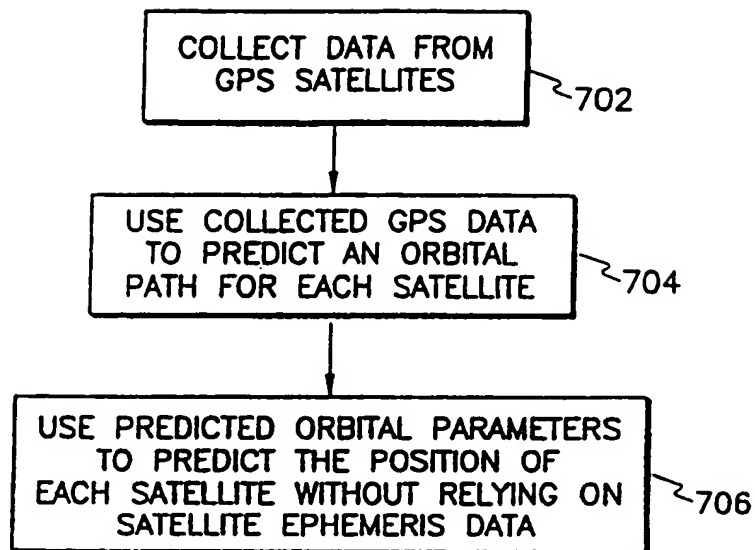 COLLECT DATA FROM
GPS SATELLITES
702
USE COLLECTED GPS DATA
TO PREDICT AN ORBITAL
PATH FOR EACH SATELLITE
704
USE PREDICTED ORBITAL PARAMETERS
TO PREDICT THE POSITION OF
EACH SATELLITE WITHOUT RELYING ON
SATELLITE EPHEMERIS DATA
706